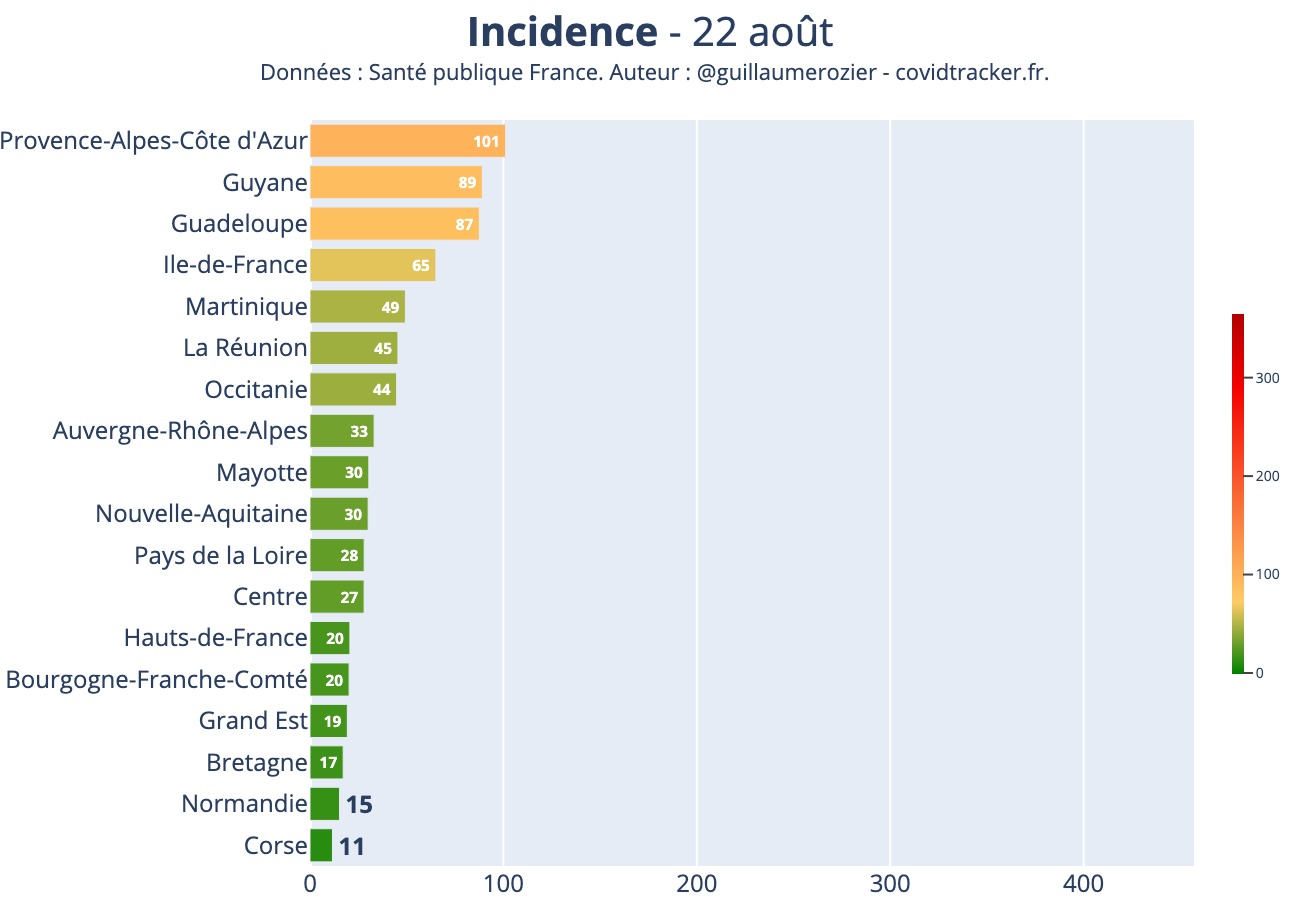 Incidence - 22 août
Données : Santé publique France. Auteur : @guillaumerozier - covidtracker.fr.
Provence-Alpes-Côte d'Azur 101
Guyane 89
Guadeloupe 87
Ile-de-France 65
Martinique 49
La Réunion 45
Occitanie 44
Auvergne-Rhône-Alpes 33
Mayotte 30
Nouvelle-Aquitaine 30
Pays de la Loire 28
Centre 27
Hauts-de-France 20
Bourgogne-Franche-Comté 20
Grand Est 19
Bretagne 17
Normandie 15
Corse 11
0 100 200 300 400
300
200
100
0